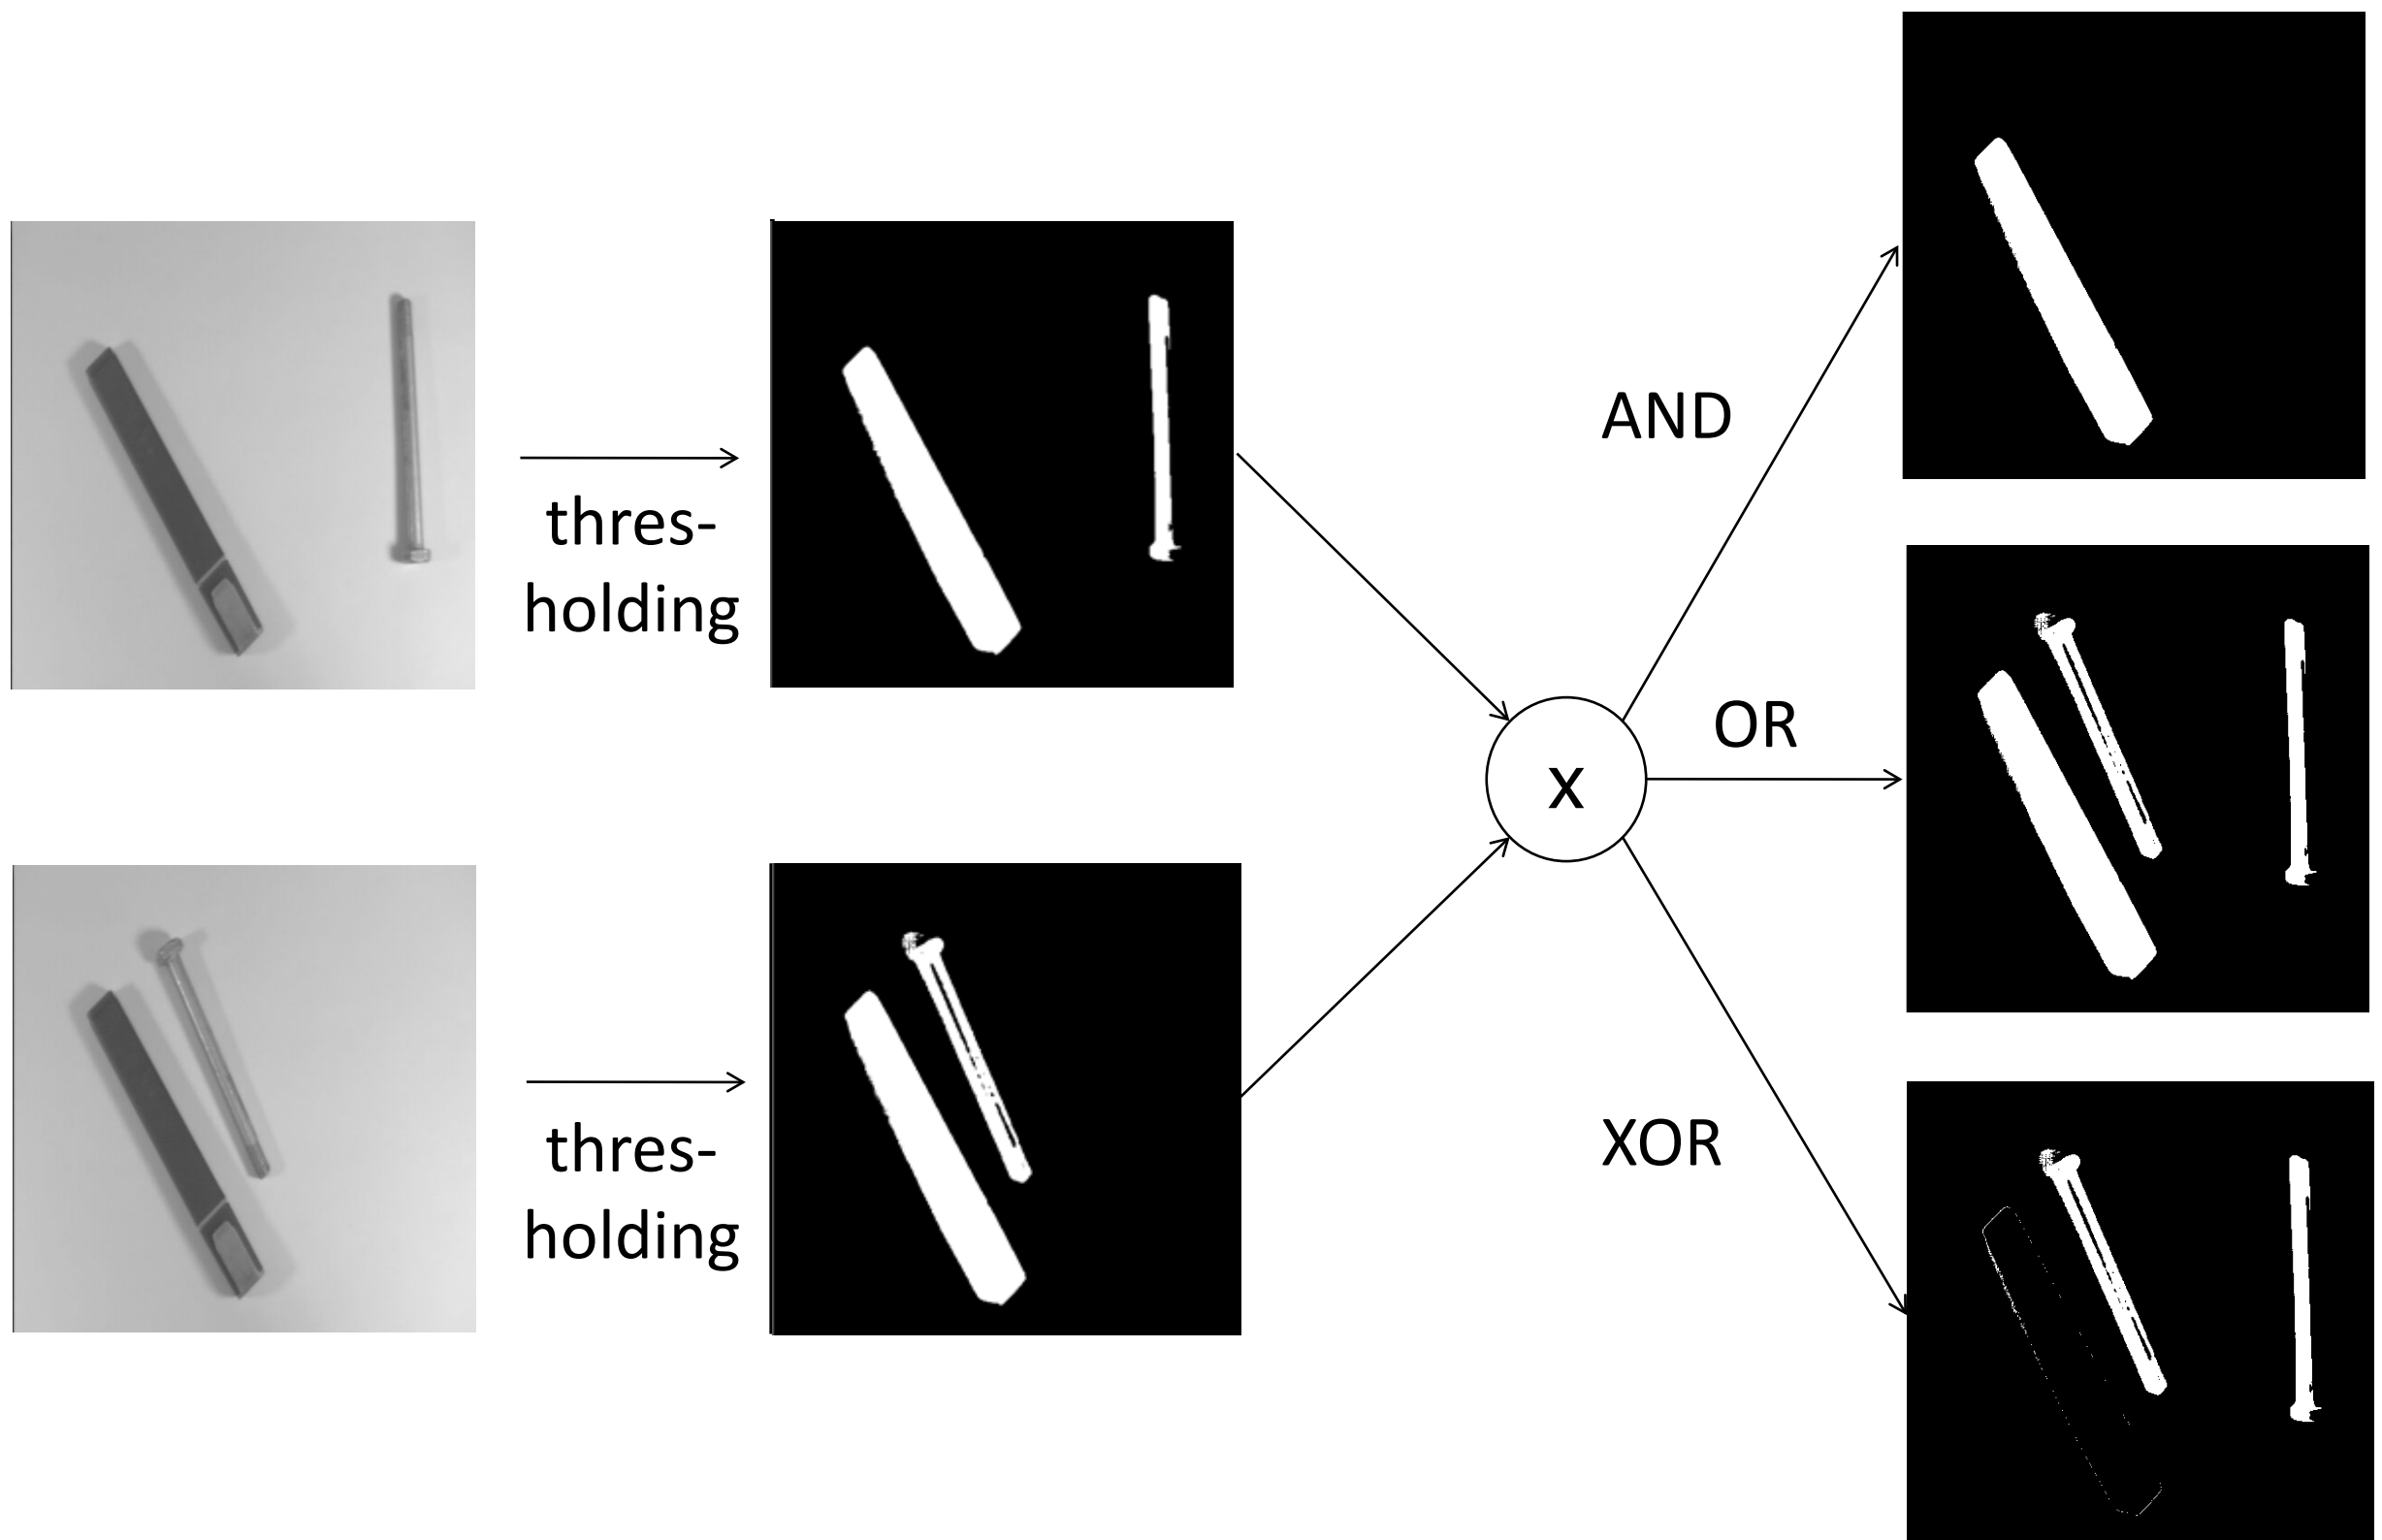 thres-
holding
thres-
holding
x
AND
OR
XOR